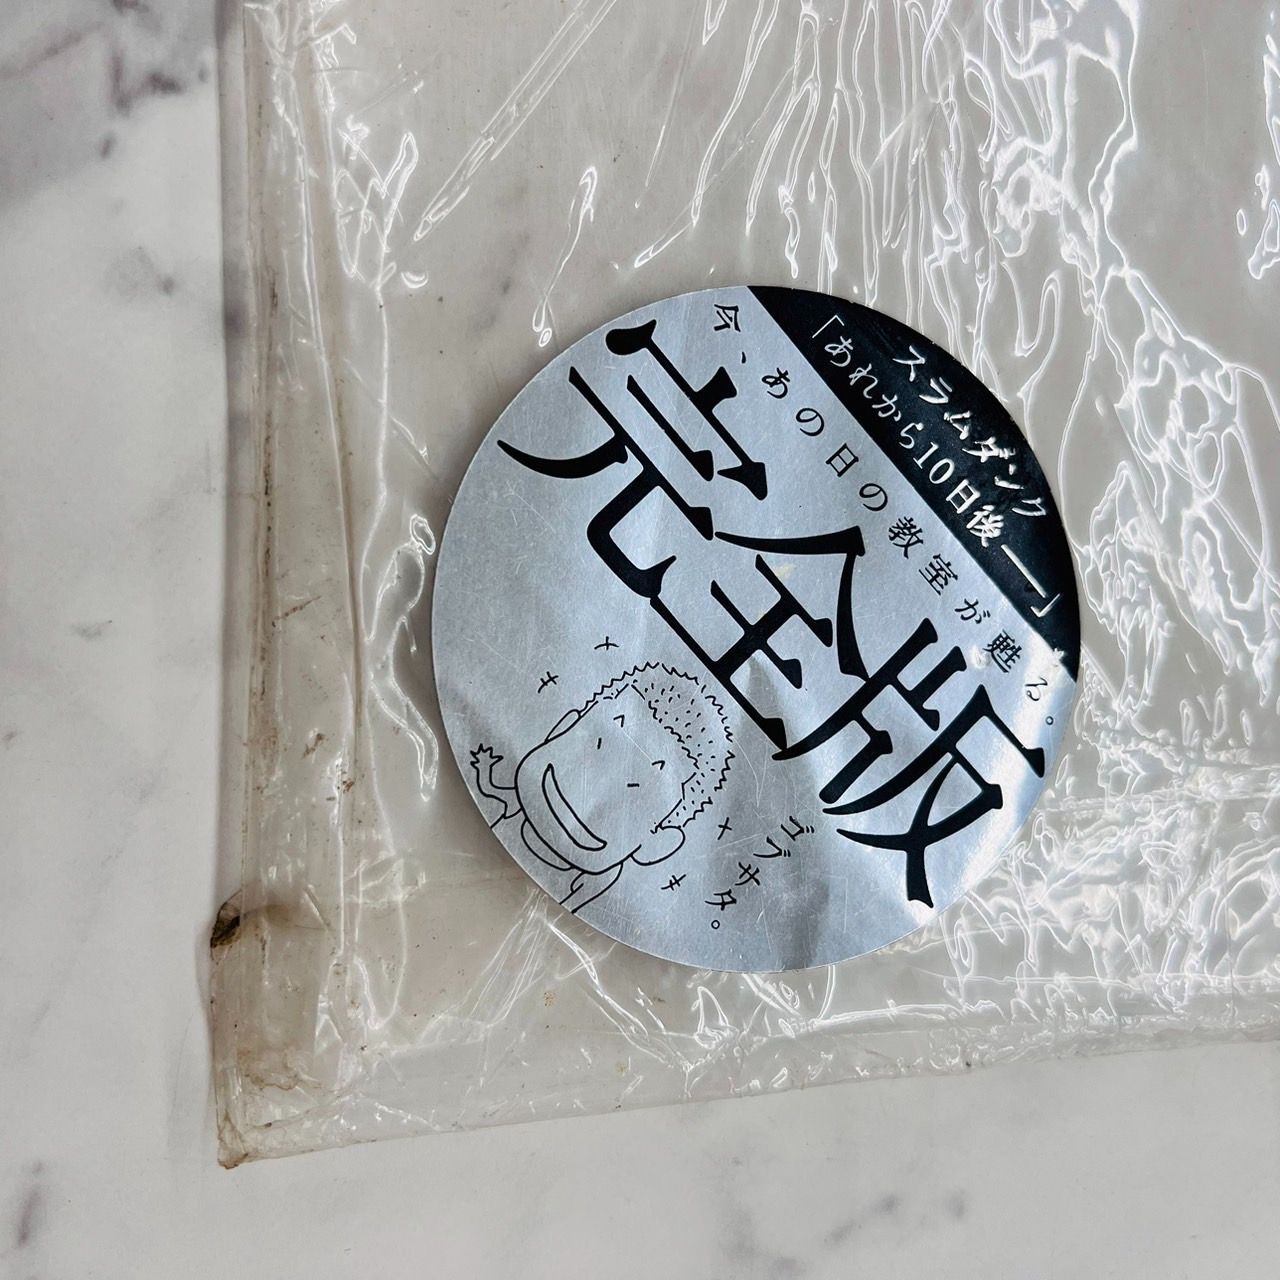 スラムダンク
「あれから10日後――」
今、あの日の教室が甦る。
完全版
ゴブサタ。